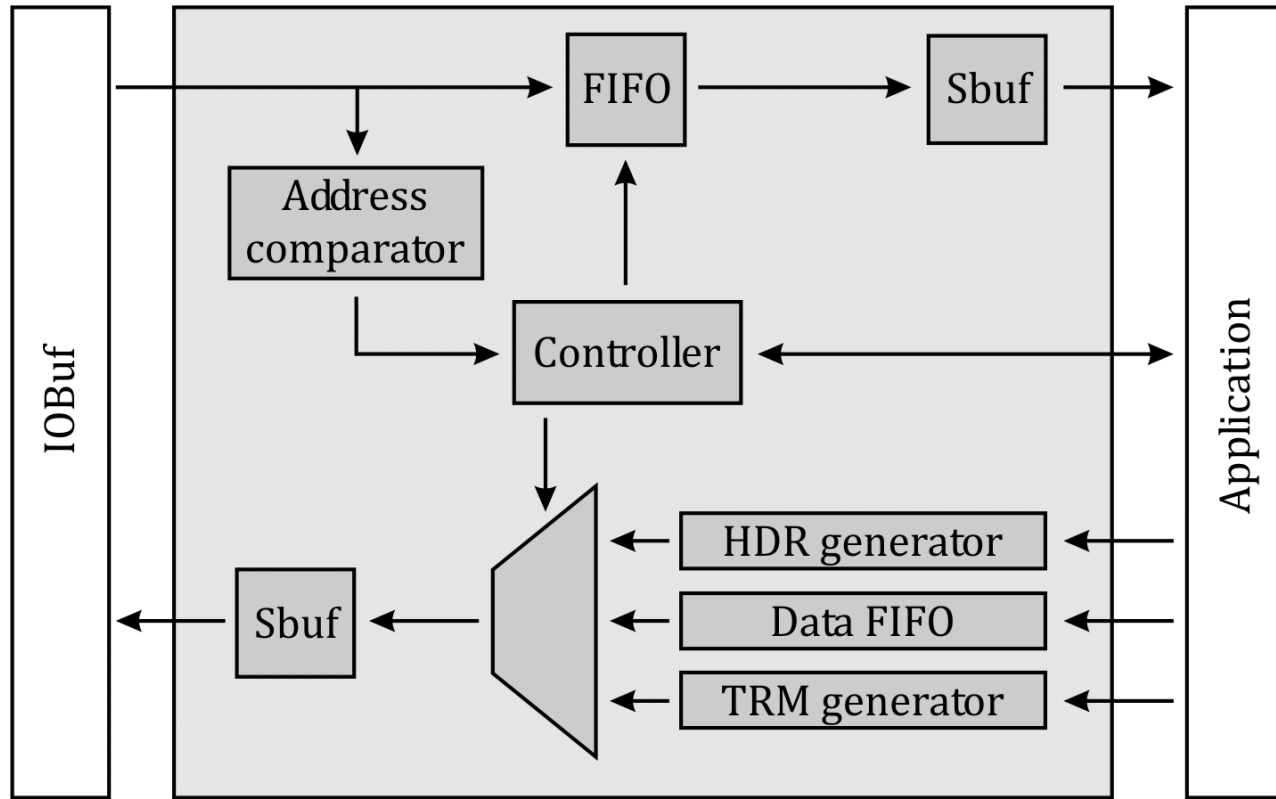 FIFO
Sbuf
Address
comparator
Controller
IOBuf
Application
HDR generator
Sbuf
Data FIFO
TRM generator